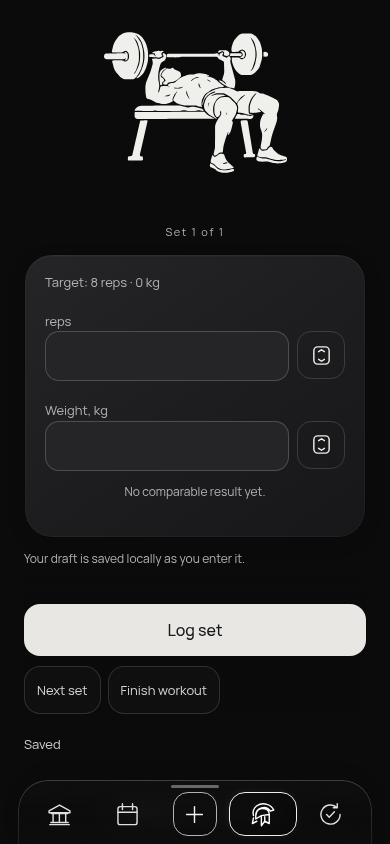 Set 1 of 1
Target: 8 reps · 0 kg
reps
Weight, kg
No comparable result yet.
Your draft is saved locally as you enter it.
Log set
Next set
Finish workout
Saved